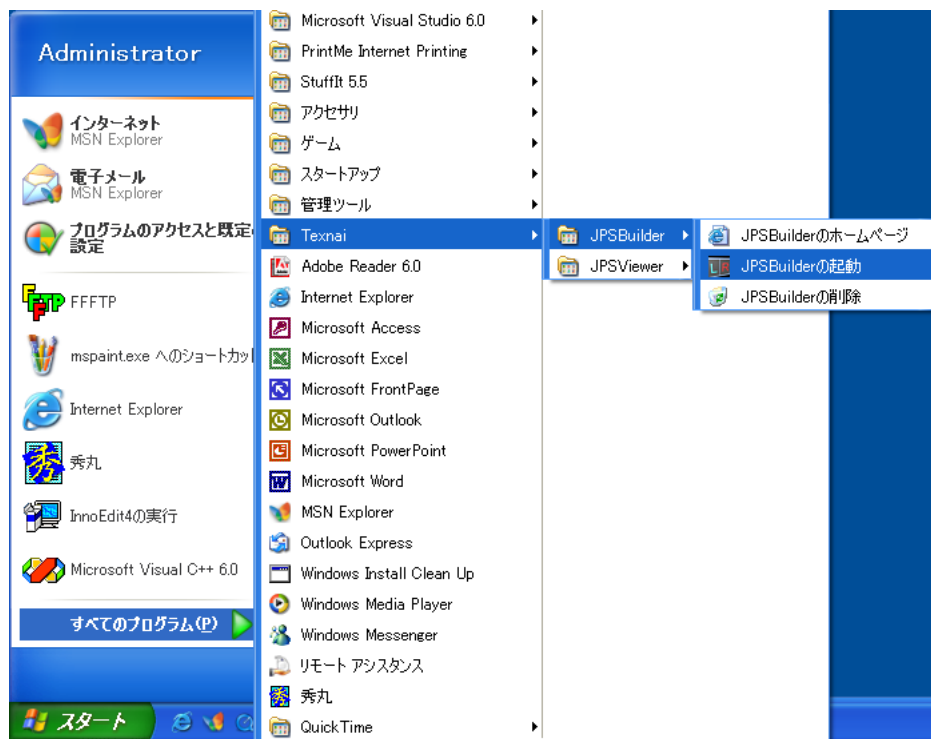 Administrator
インターネット
MSN Explorer
電子メール
MSN Explorer
プログラムのアクセスと既定
設定
FFFTP
mspaint.exe へのショートカッ
Internet Explorer
秀丸
InnoEdit4の実行
Microsoft Visual C++ 6.0
すべてのプログラム(P)
スタート
Microsoft Visual Studio 6.0
PrintMe Internet Printing
StuffIt 5.5
アクセサリ
ゲーム
スタートアップ
管理ツール
Texnai
Adobe Reader 6.0
Internet Explorer
Microsoft Access
Microsoft Excel
Microsoft FrontPage
Microsoft Outlook
Microsoft PowerPoint
Microsoft Word
MSN Explorer
Outlook Express
Windows Install Clean Up
Windows Media Player
Windows Messenger
リモート アシスタンス
秀丸
QuickTime
JPSBuilder
JPSViewer
JPSBuilderのホームページ
JPSBuilderの起動
JPSBuilderの削除